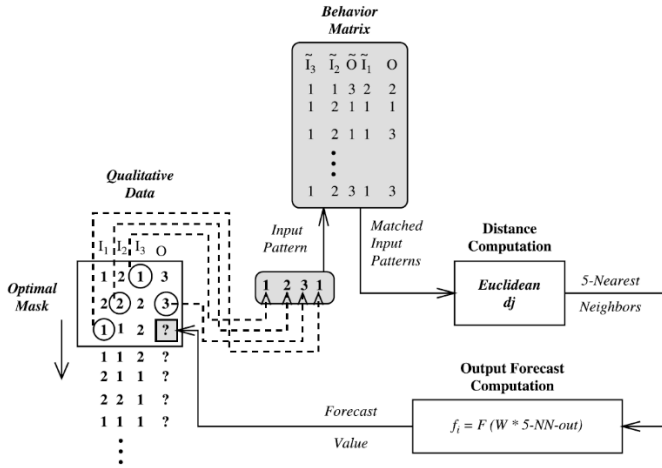 Behavior
Matrix
Ĩ3 Ĩ2 Õ Ĩ1 O
1 1 3 2 2
1 2 1 1 1
1 2 1 1 3
1 2 3 1 3
Qualitative
Data
I1 I2 I3 O
1 2 1 3
2 2 2 3
1 1 2 ?
1 1 2 ?
2 1 1 ?
2 2 1 ?
1 1 1 ?
Optimal
Mask
Input
Pattern
1 2 3 1
Matched
Input
Patterns
Distance
Computation
Euclidean
dj
5-Nearest
Neighbors
Output Forecast
Computation
fi = F (W * 5-NN-out)
Forecast
Value